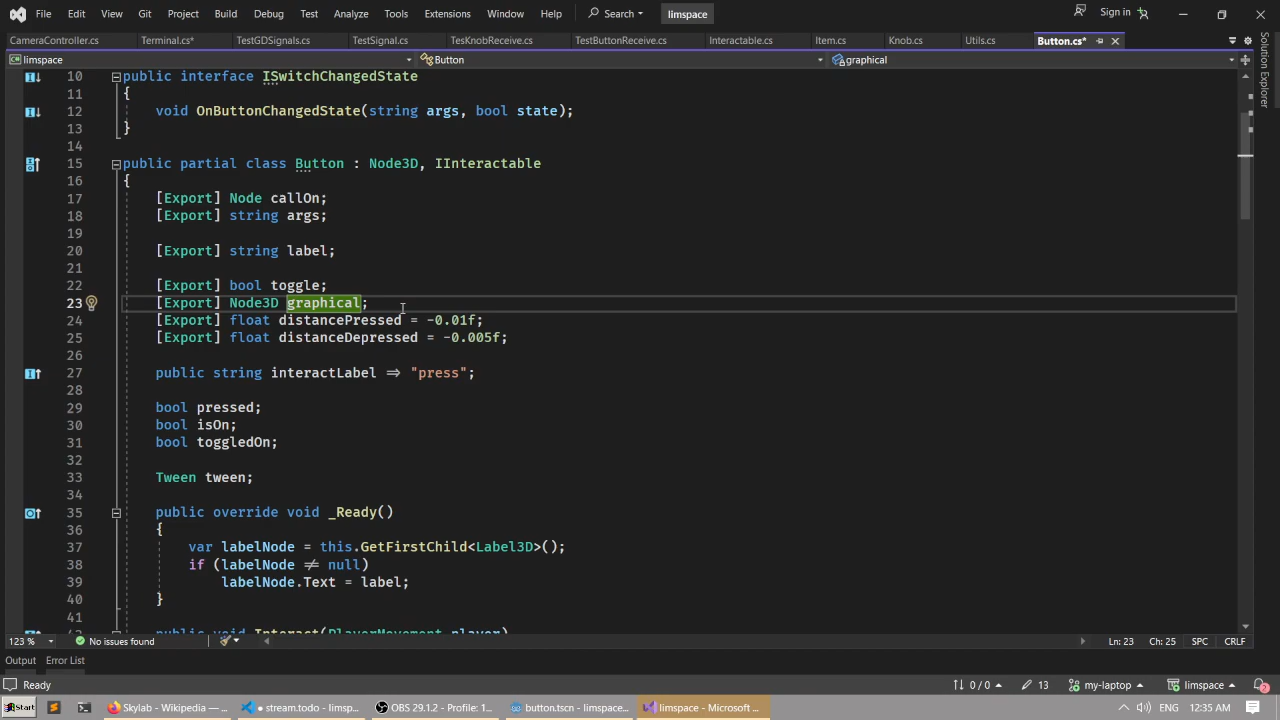 File Edit View Git Project Build Debug Test Analyze Tools Extensions Window Help Search limspace Sign in
CameraController.cs Terminal.cs* TestGDSignals.cs TestSignal.cs TesKnobReceive.cs TestButtonReceive.cs Interactable.cs Item.cs Knob.cs Utils.cs Button.cs*
limspace Button graphical
Solution Explorer
10 public interface ISwitchChangedState
11 {
12 void OnButtonChangedState(string args, bool state);
13 }
14
15 public partial class Button : Node3D, IInteractable
16 {
17 [Export] Node callOn;
18 [Export] string args;
19
20 [Export] string label;
21
22 [Export] bool toggle;
23 [Export] Node3D graphical;
24 [Export] float distancePressed = -0.01f;
25 [Export] float distanceDepressed = -0.005f;
26
27 public string interactLabel => "press";
28
29 bool pressed;
30 bool isOn;
31 bool toggledOn;
32
33 Tween tween;
34
35 public override void _Ready()
36 {
37 var labelNode = this.GetFirstChild<Label3D>();
38 if (labelNode != null)
39 labelNode.Text = label;
40 }
41
42 public void Interact(PlayerMovement player)
123 % No issues found Ln: 23 Ch: 25 SPC CRLF
Output Error List
Ready 0 / 0 13 my-laptop limspace 2
Start Skylab - Wikipedia — ... stream.todo - limsp... OBS 29.1.2 - Profile: 1... button.tscn - limspace... limspace - Microsoft ... ENG 12:35 AM